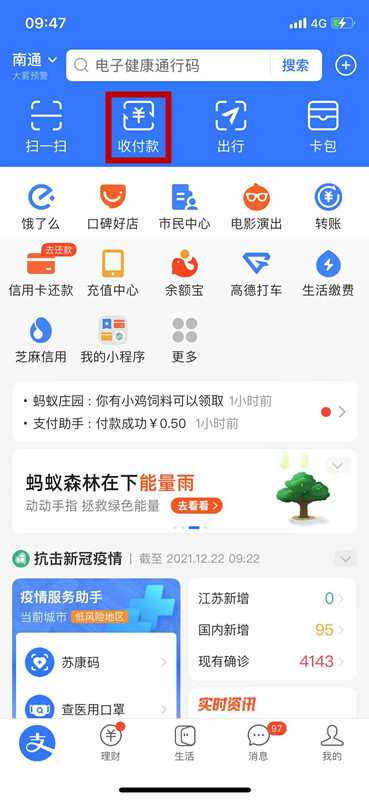 09:47
4G
南通
大雾预警
电子健康通行码
搜索
扫一扫
收付款
出行
卡包
饿了么
口碑好店
市民中心
电影演出
转账
去还款
信用卡还款
充值中心
余额宝
高德打车
生活缴费
芝麻信用
我的小程序
更多
· 蚂蚁庄园：你有小鸡饲料可以领取 1小时前
· 支付助手：付款成功￥0.50 1小时前
蚂蚁森林在下能量雨
动动手指 拯救绿色能量
去看看
抗击新冠疫情 | 截至 2021.12.22 09:22
疫情服务助手
当前城市 低风险地区
苏康码
查医用口罩
江苏新增 0
国内新增 95
现有确诊 4143
实时资讯
支
理财
生活
97
消息
我的